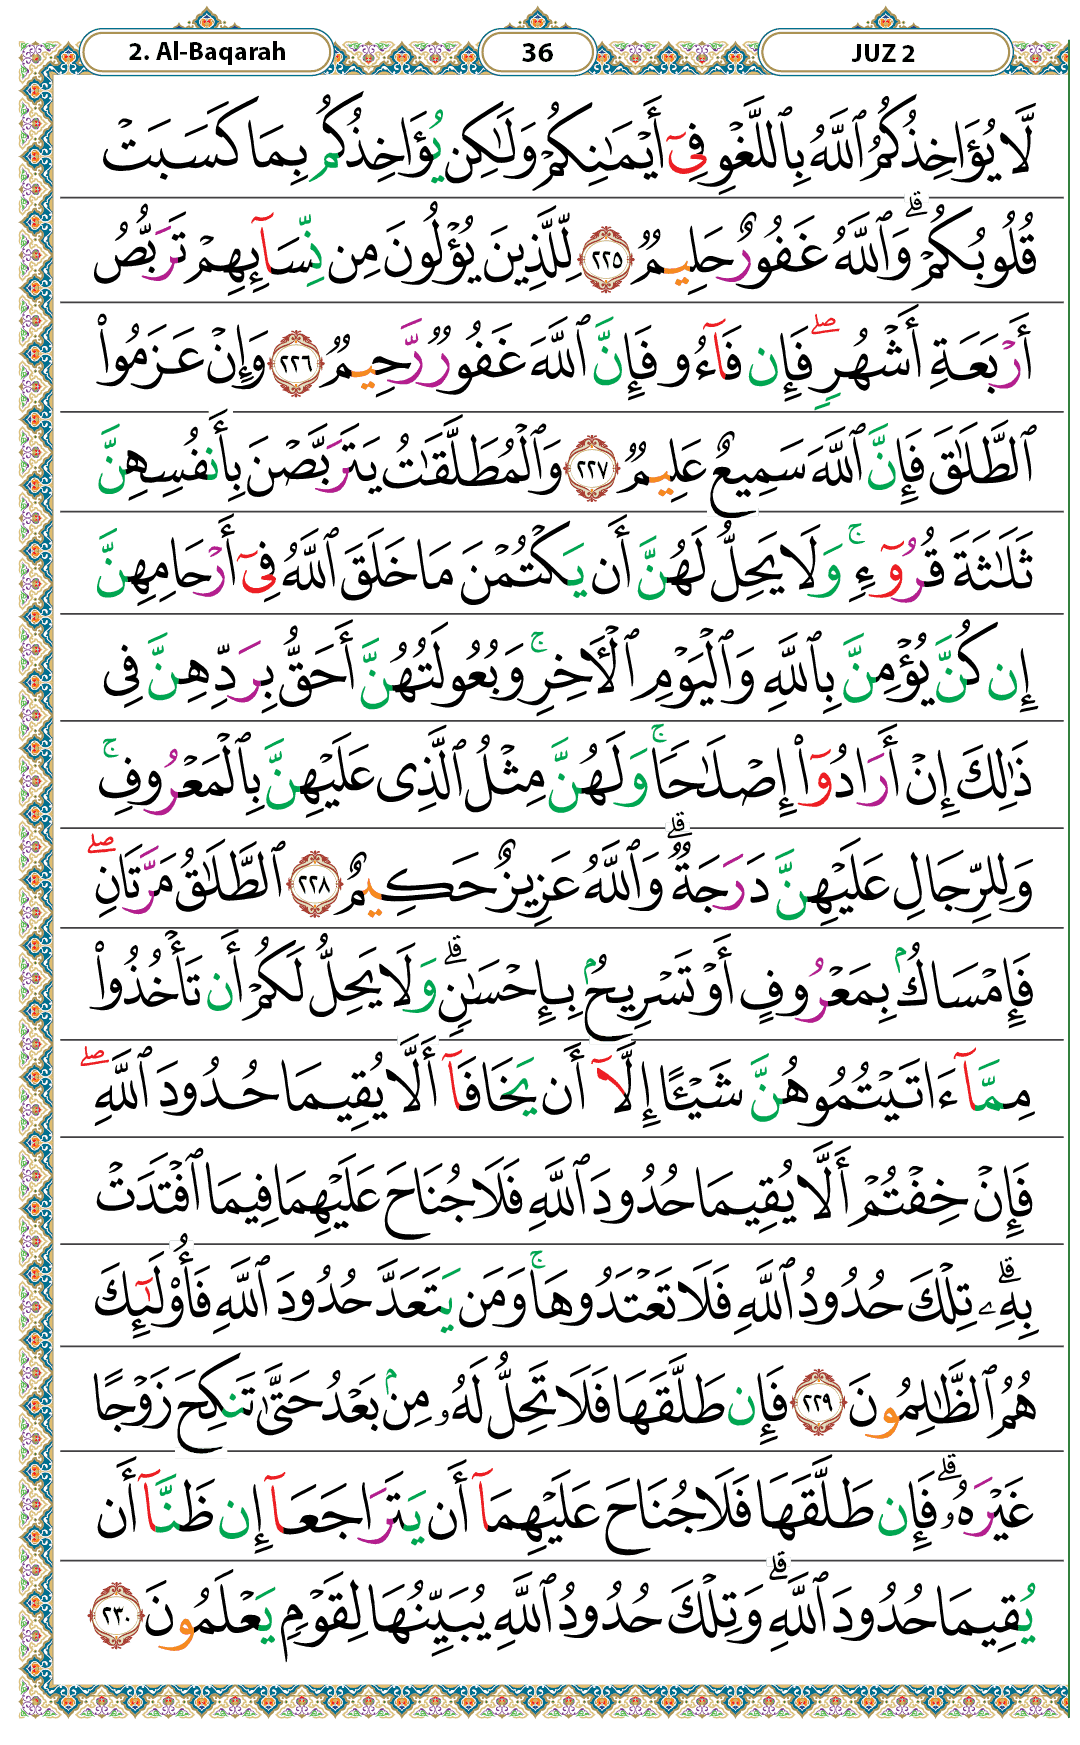 2. Al-Baqarah
36
JUZ 2
لَّا يُؤَاخِذُكُمُ ٱللَّهُ بِٱللَّغْوِ فِىٓ أَيْمَٰنِكُمْ وَلَٰكِن يُؤَاخِذُكُم بِمَا كَسَبَتْ
قُلُوبُكُمْ ۗ وَٱللَّهُ غَفُورٌ حَلِيمٌ ٢٢٥ لِّلَّذِينَ يُؤْلُونَ مِن نِّسَآئِهِمْ تَرَبُّصُ
أَرْبَعَةِ أَشْهُرٍ ۖ فَإِن فَآءُو فَإِنَّ ٱللَّهَ غَفُورٌ رَّحِيمٌ ٢٢٦ وَإِنْ عَزَمُوا۟
ٱلطَّلَٰقَ فَإِنَّ ٱللَّهَ سَمِيعٌ عَلِيمٌ ٢٢٧ وَٱلْمُطَلَّقَٰتُ يَتَرَبَّصْنَ بِأَنفُسِهِنَّ
ثَلَٰثَةَ قُرُوٓءٍ ۚ وَلَا يَحِلُّ لَهُنَّ أَن يَكْتُمْنَ مَا خَلَقَ ٱللَّهُ فِىٓ أَرْحَامِهِنَّ
إِن كُنَّ يُؤْمِنَّ بِٱللَّهِ وَٱلْيَوْمِ ٱلْءَاخِرِ ۚ وَبُعُولَتُهُنَّ أَحَقُّ بِرَدِّهِنَّ فِى
ذَٰلِكَ إِنْ أَرَادُوٓا۟ إِصْلَٰحًا ۚ وَلَهُنَّ مِثْلُ ٱلَّذِى عَلَيْهِنَّ بِٱلْمَعْرُوفِ ۚ
وَلِلرِّجَالِ عَلَيْهِنَّ دَرَجَةٌ ۗ وَٱللَّهُ عَزِيزٌ حَكِيمٌ ٢٢٨ ٱلطَّلَٰقُ مَرَّتَانِ ۖ
فَإِمْسَاكٌۢ بِمَعْرُوفٍ أَوْ تَسْرِيحٌۢ بِإِحْسَٰنٍ ۗ وَلَا يَحِلُّ لَكُمْ أَن تَأْخُذُوا۟
مِمَّآ ءَاتَيْتُمُوهُنَّ شَيْـًٔا إِلَّآ أَن يَخَافَآ أَلَّا يُقِيمَا حُدُودَ ٱللَّهِ ۖ
فَإِنْ خِفْتُمْ أَلَّا يُقِيمَا حُدُودَ ٱللَّهِ فَلَا جُنَاحَ عَلَيْهِمَا فِيمَا ٱفْتَدَتْ
بِهِۦ ۗ تِلْكَ حُدُودُ ٱللَّهِ فَلَا تَعْتَدُوهَا ۚ وَمَن يَتَعَدَّ حُدُودَ ٱللَّهِ فَأُو۟لَٰٓئِكَ
هُمُ ٱلظَّٰلِمُونَ ٢٢٩ فَإِن طَلَّقَهَا فَلَا تَحِلُّ لَهُۥ مِنۢ بَعْدُ حَتَّىٰ تَنكِحَ زَوْجًا
غَيْرَهُۥ ۗ فَإِن طَلَّقَهَا فَلَا جُنَاحَ عَلَيْهِمَآ أَن يَتَرَاجَعَآ إِن ظَنَّآ أَن
يُقِيمَا حُدُودَ ٱللَّهِ ۗ وَتِلْكَ حُدُودُ ٱللَّهِ يُبَيِّنُهَا لِقَوْمٍ يَعْلَمُونَ ٢٣٠